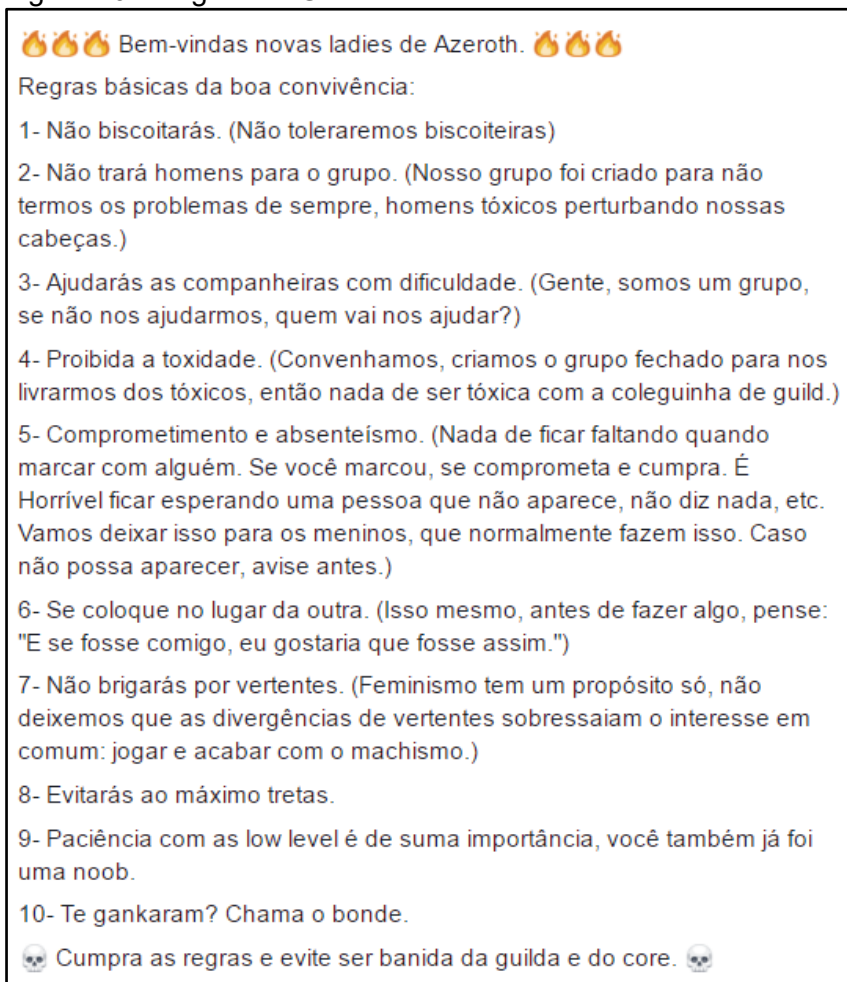 🔥🔥🔥 Bem-vindas novas ladies de Azeroth. 🔥🔥🔥
Regras básicas da boa convivência:
1- Não biscoitarás. (Não toleraremos biscoiteiras)
2- Não trará homens para o grupo. (Nosso grupo foi criado para não
termos os problemas de sempre, homens tóxicos perturbando nossas
cabeças.)
3- Ajudarás as companheiras com dificuldade. (Gente, somos um grupo,
se não nos ajudarmos, quem vai nos ajudar?)
4- Proibida a toxidade. (Convenhamos, criamos o grupo fechado para nos
livrarmos dos tóxicos, então nada de ser tóxica com a coleguinha de guild.)
5- Comprometimento e absenteísmo. (Nada de ficar faltando quando
marcar com alguém. Se você marcou, se comprometa e cumpra. É
Horrível ficar esperando uma pessoa que não aparece, não diz nada, etc.
Vamos deixar isso para os meninos, que normalmente fazem isso. Caso
não possa aparecer, avise antes.)
6- Se coloque no lugar da outra. (Isso mesmo, antes de fazer algo, pense:
"E se fosse comigo, eu gostaria que fosse assim.")
7- Não brigarás por vertentes. (Feminismo tem um propósito só, não
deixemos que as divergências de vertentes sobressaiam o interesse em
comum: jogar e acabar com o machismo.)
8- Evitarás ao máximo tretas.
9- Paciência com as low level é de suma importância, você também já foi
uma noob.
10- Te gankaram? Chama o bonde.
💀 Cumpra as regras e evite ser banida da guilda e do core. 💀